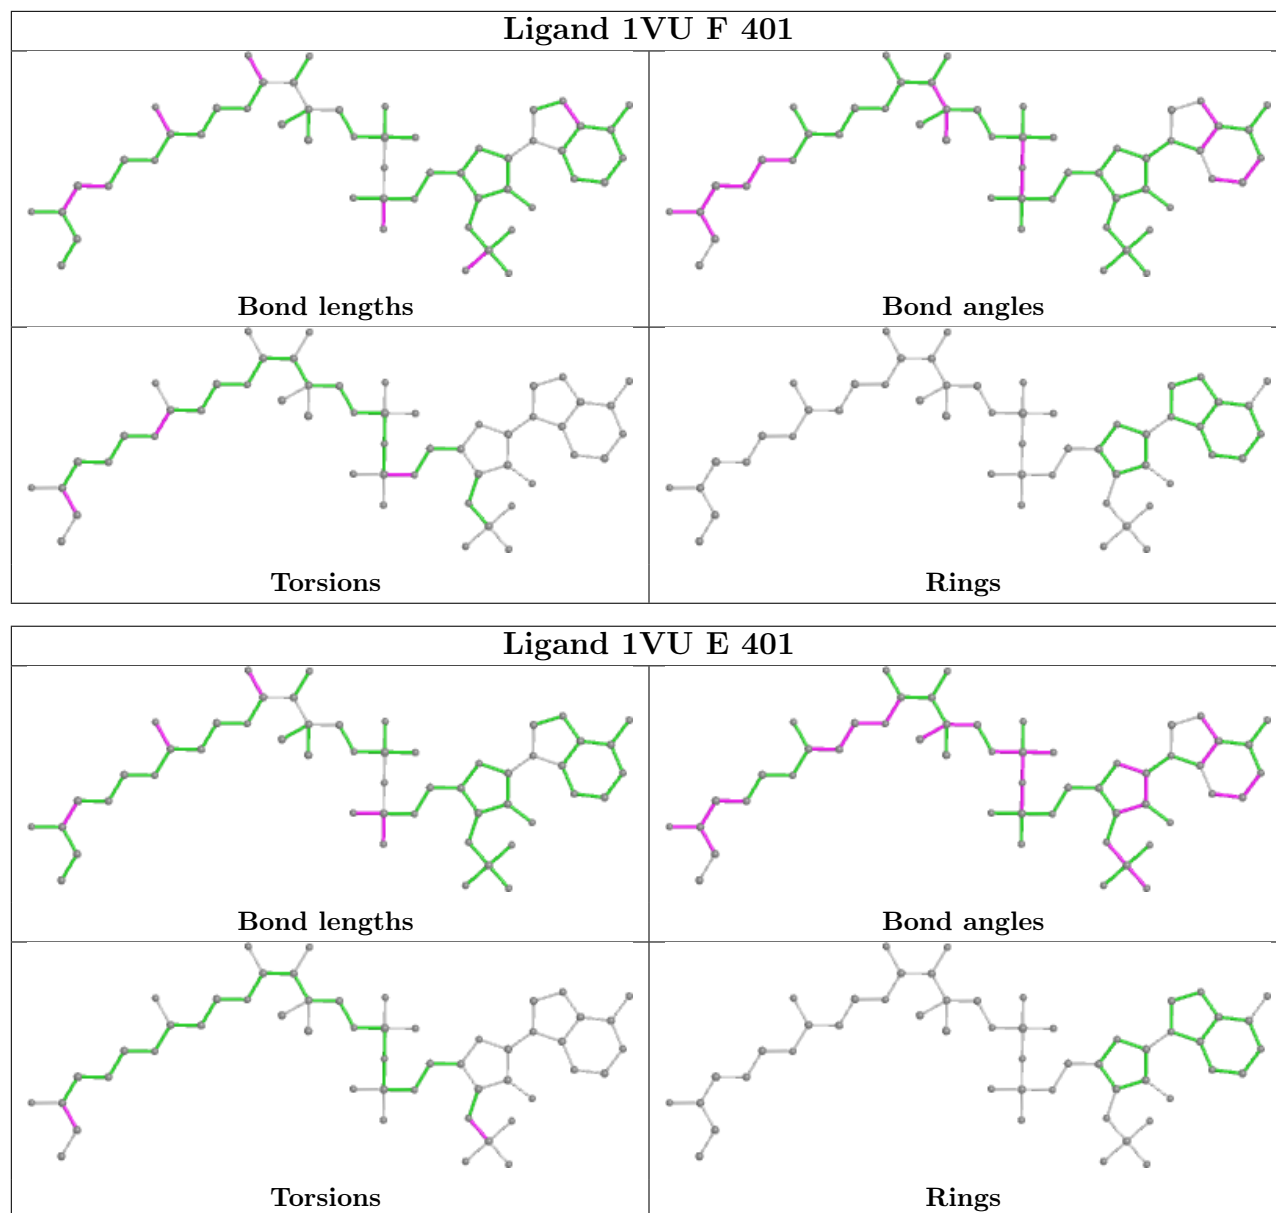 Ligand 1VU F 401
Bond lengths
Bond angles
Torsions
Rings
Ligand 1VU E 401
Bond lengths
Bond angles
Torsions
Rings